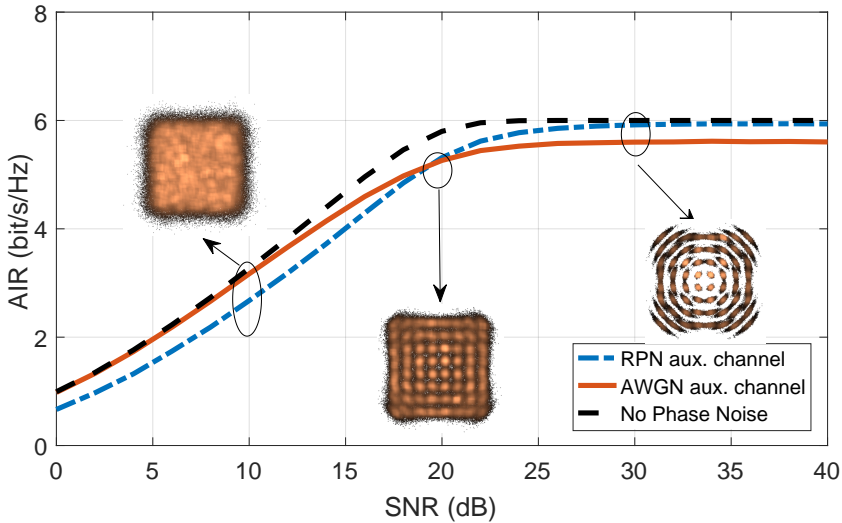 8
6
4
2
0
AIR (bit/s/Hz)
RPN aux. channel
AWGN aux. channel
No Phase Noise
0 5 10 15 20 25 30 35 40
SNR (dB)